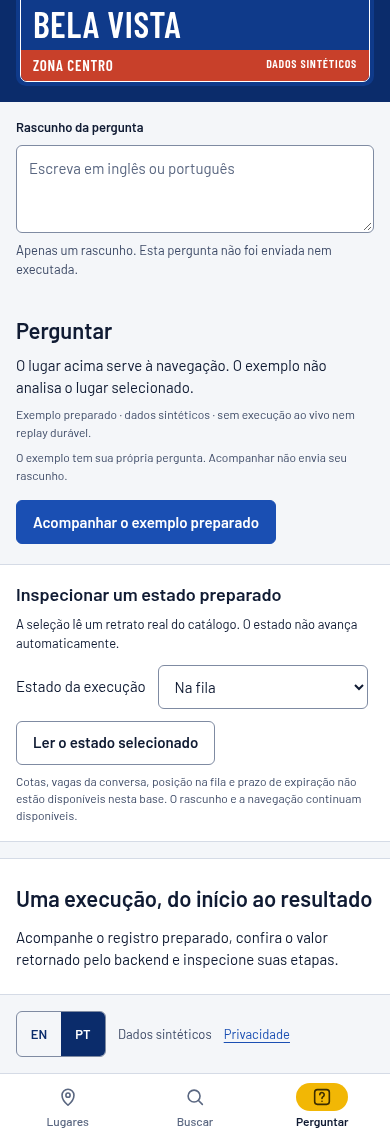 BELA VISTA
ZONA CENTRO
DADOS SINTÉTICOS
Rascunho da pergunta
Escreva em inglês ou português
Apenas um rascunho. Esta pergunta não foi enviada nem
executada.
Perguntar
O lugar acima serve à navegação. O exemplo não
analisa o lugar selecionado.
Exemplo preparado · dados sintéticos · sem execução ao vivo nem
replay durável.
O exemplo tem sua própria pergunta. Acompanhar não envia seu
rascunho.
Acompanhar o exemplo preparado
Inspecionar um estado preparado
A seleção lê um retrato real do catálogo. O estado não avança
automaticamente.
Estado da execução
Na fila
Ler o estado selecionado
Cotas, vagas da conversa, posição na fila e prazo de expiração não
estão disponíveis nesta base. O rascunho e a navegação continuam
disponíveis.
Uma execução, do início ao resultado
Acompanhe o registro preparado, confira o valor
retornado pelo backend e inspecione suas etapas.
EN
PT
Dados sintéticos
Privacidade
Lugares
Buscar
Perguntar